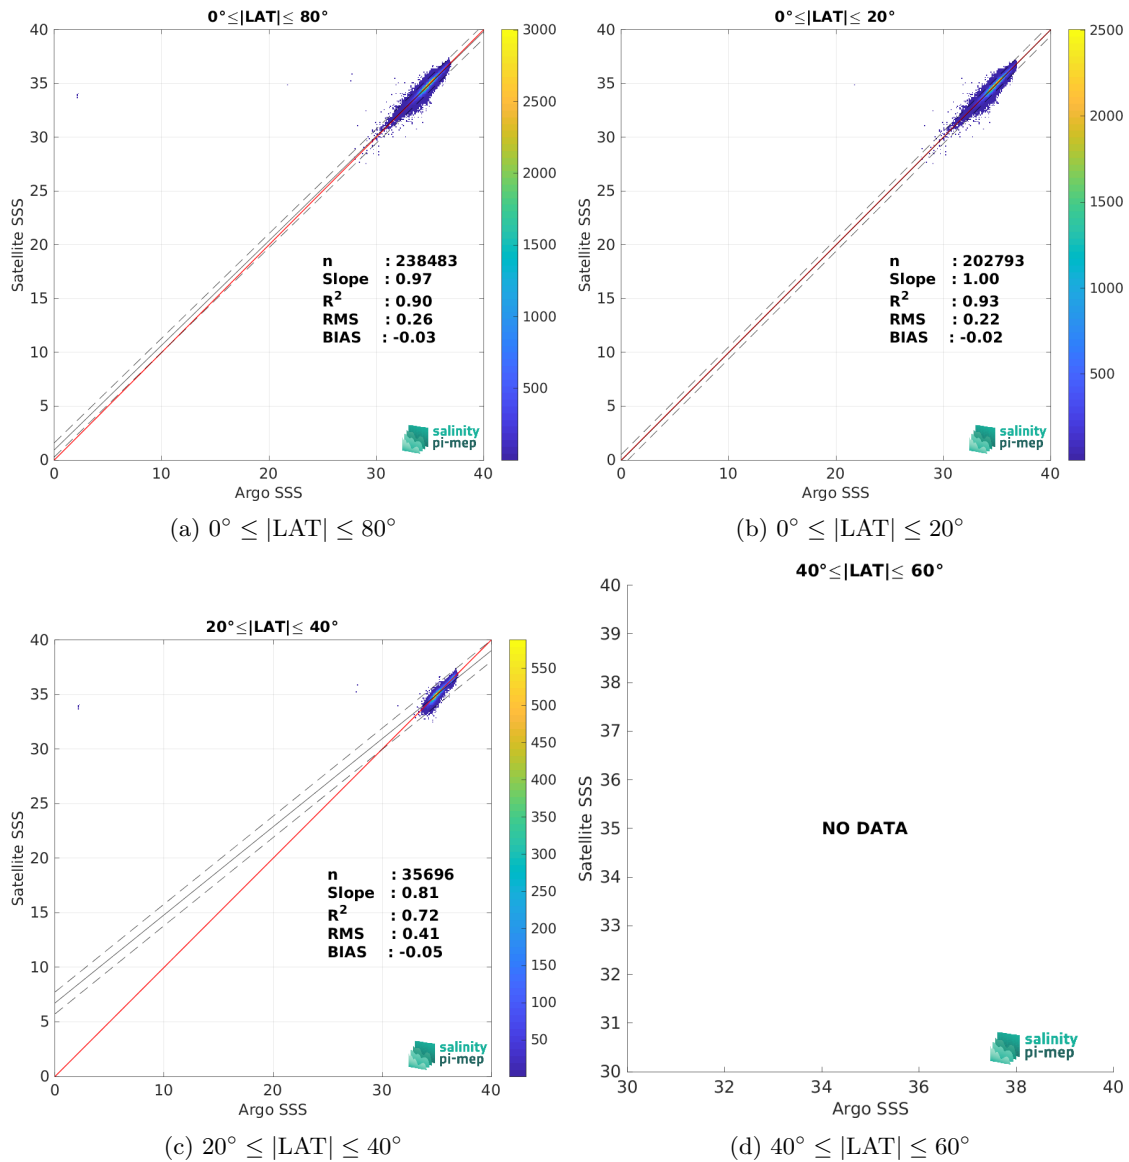 0°≤|LAT|≤ 80°
40
35
30
25
20
15
10
5
0
Satellite SSS
0
10
20
30
40
Argo SSS
3000
2500
2000
1500
1000
500
n : 238483
Slope : 0.97
R² : 0.90
RMS : 0.26
BIAS : -0.03
salinity
pi-mep
(a) 0° ≤ |LAT| ≤ 80°
0°≤|LAT|≤ 20°
40
35
30
25
20
15
10
5
0
Satellite SSS
0
10
20
30
40
Argo SSS
2500
2000
1500
1000
500
n : 202793
Slope : 1.00
R² : 0.93
RMS : 0.22
BIAS : -0.02
salinity
pi-mep
(b) 0° ≤ |LAT| ≤ 20°
20°≤|LAT|≤ 40°
40
35
30
25
20
15
10
5
0
Satellite SSS
0
10
20
30
40
Argo SSS
550
500
450
400
350
300
250
200
150
100
50
n : 35696
Slope : 0.81
R² : 0.72
RMS : 0.41
BIAS : -0.05
salinity
pi-mep
(c) 20° ≤ |LAT| ≤ 40°
40°≤|LAT|≤ 60°
40
39
38
37
36
35
34
33
32
31
30
Satellite SSS
NO DATA
30
32
34
36
38
40
Argo SSS
salinity
pi-mep
(d) 40° ≤ |LAT| ≤ 60°